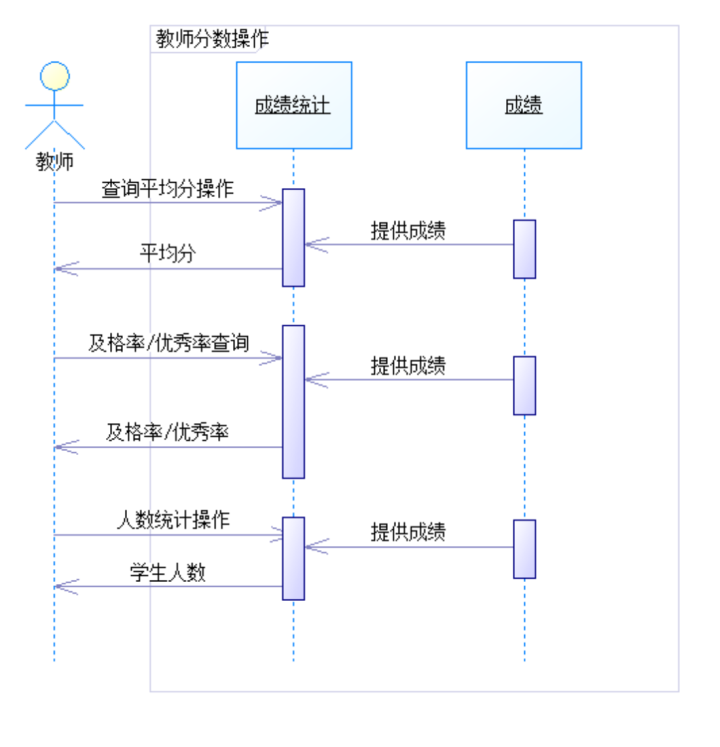 教师分数操作
成绩统计
成绩
教师
查询平均分操作
提供成绩
平均分
及格率/优秀率查询
提供成绩
及格率/优秀率
人数统计操作
提供成绩
学生人数